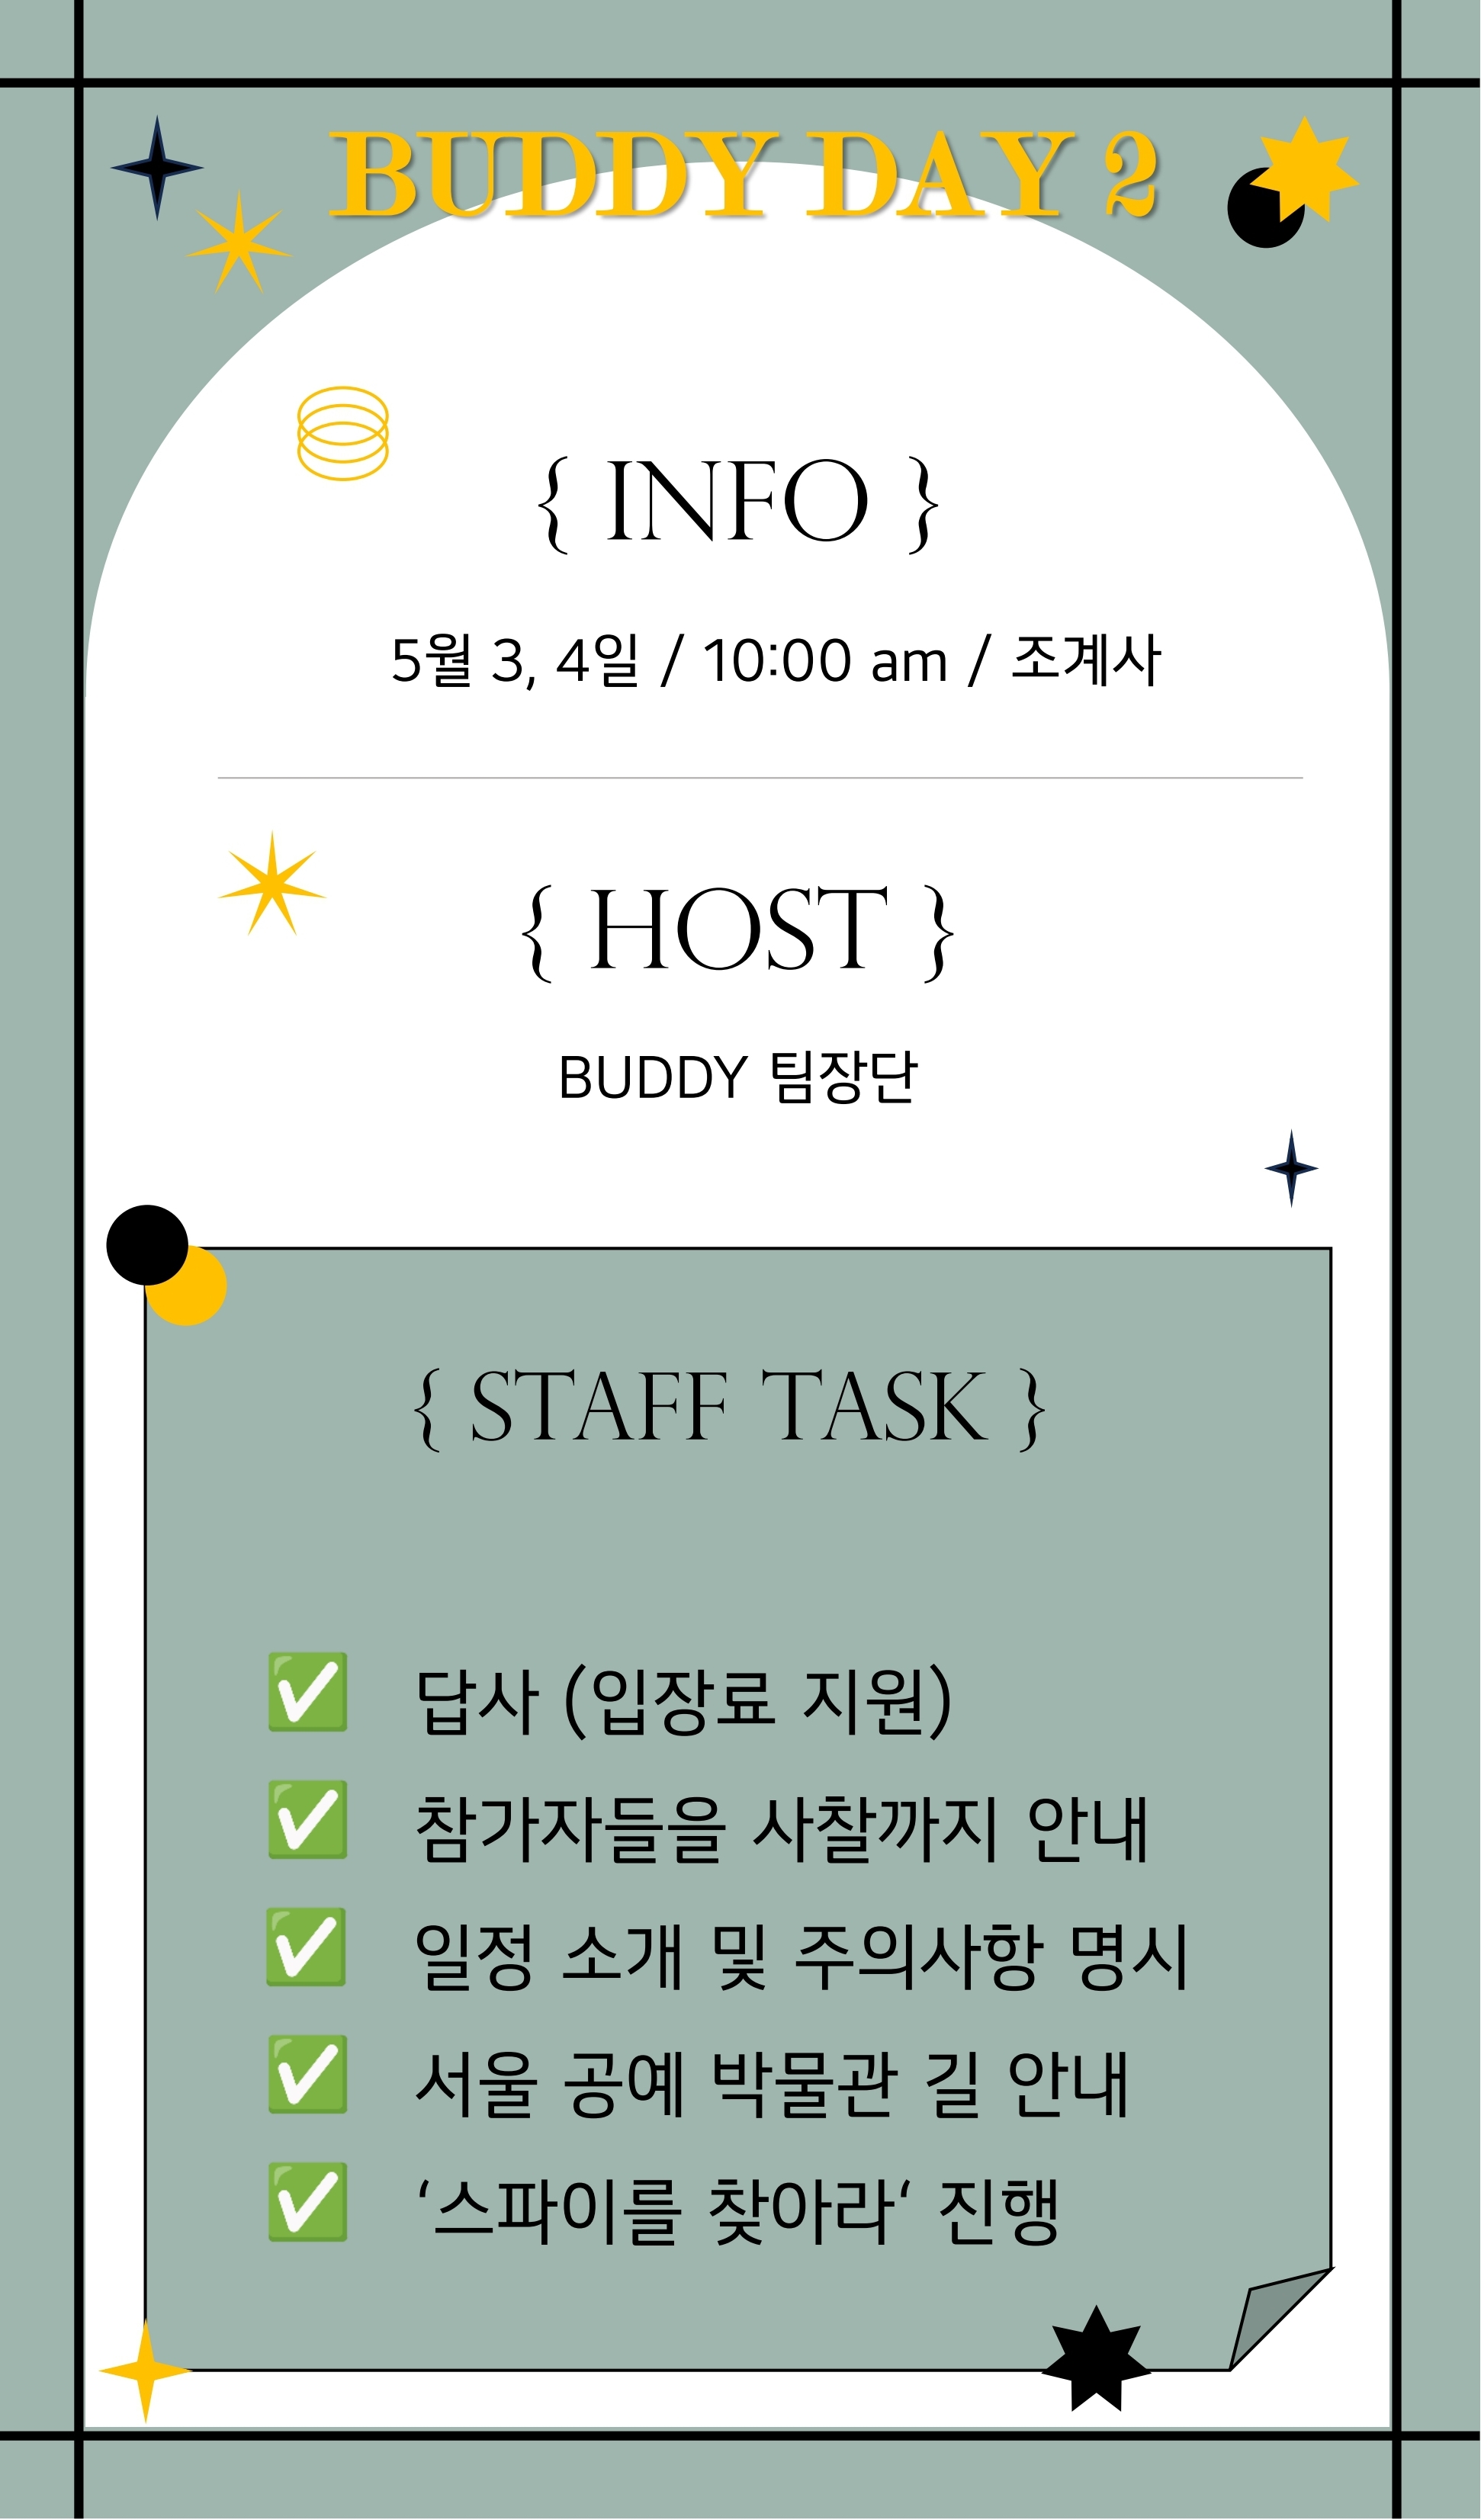 BUDDY DAY 2
{ INFO }
5월 3, 4일 / 10:00 am / 조계사
{ HOST }
BUDDY 팀장단
{ STAFF TASK }
✅ 답사 (입장료 지원)
✅ 참가자들을 사찰까지 안내
✅ 일정 소개 및 주의사항 명시
✅ 서울 공예 박물관 길 안내
✅ ‘스파이를 찾아라‘ 진행